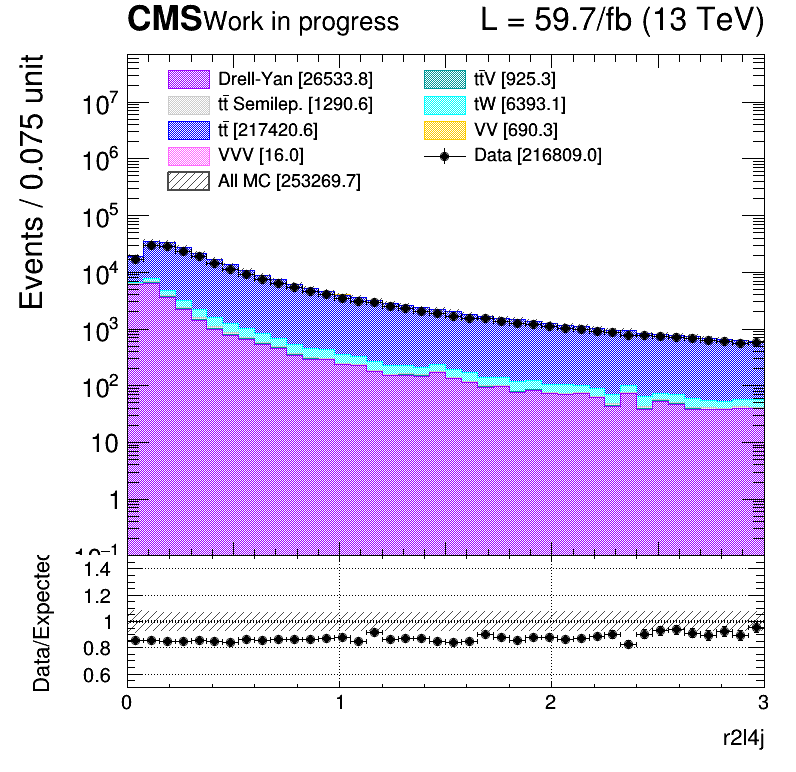 CMS Work in progress L = 59.7/fb (13 TeV)
Events / 0.075 unit
Drell-Yan [26533.8]
tt̄ Semilep. [1290.6]
tt̄ [217420.6]
VVV [16.0]
All MC [253269.7]
tt̄V [925.3]
tW [6393.1]
VV [690.3]
Data [216809.0]
10⁷
10⁶
10⁵
10⁴
10³
10²
10
1
10⁻¹
Data/Expected
1.4
1.2
1
0.8
0.6
0 1 2 3
r2l4j